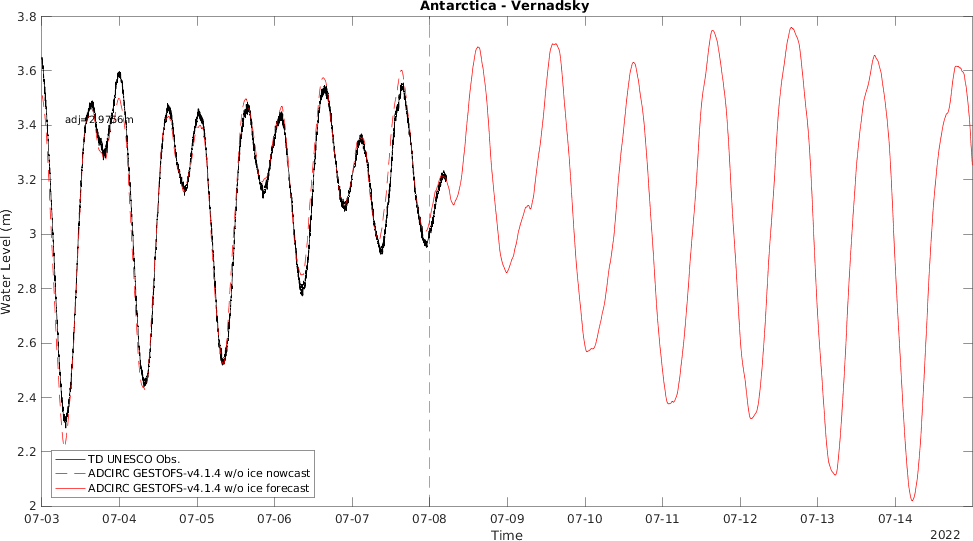 Antarctica - Vernadsky
3.8
3.6
3.4
3.2
3
2.8
2.6
2.4
2.2
2
Water Level (m)
adj=2.9756m
TD UNESCO Obs.
ADCIRC GESTOFS-v4.1.4 w/o ice nowcast
ADCIRC GESTOFS-v4.1.4 w/o ice forecast
07-03 07-04 07-05 07-06 07-07 07-08 07-09 07-10 07-11 07-12 07-13 07-14
Time
2022